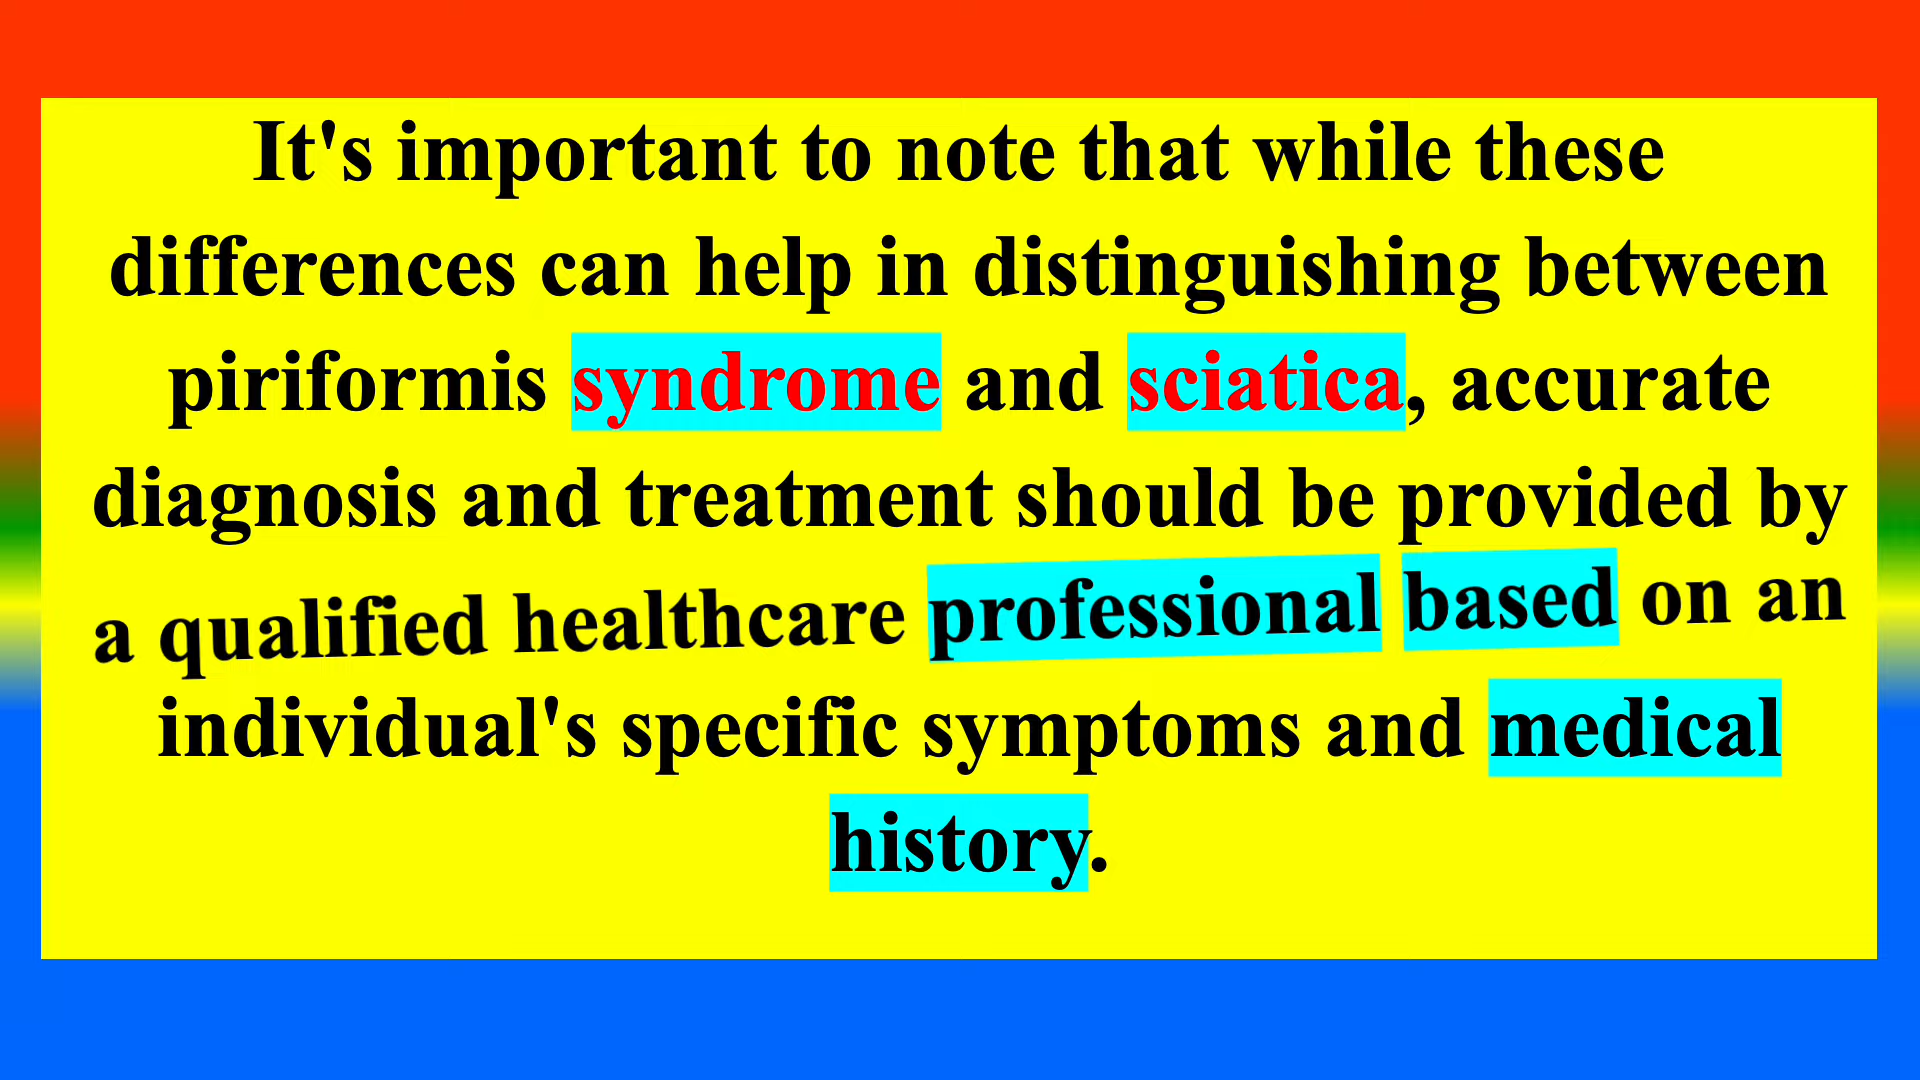 It's important to note that while these
differences can help in distinguishing between
piriformis syndrome and sciatica, accurate
diagnosis and treatment should be provided by
a qualified healthcare professional based on an
individual's specific symptoms and medical
history.